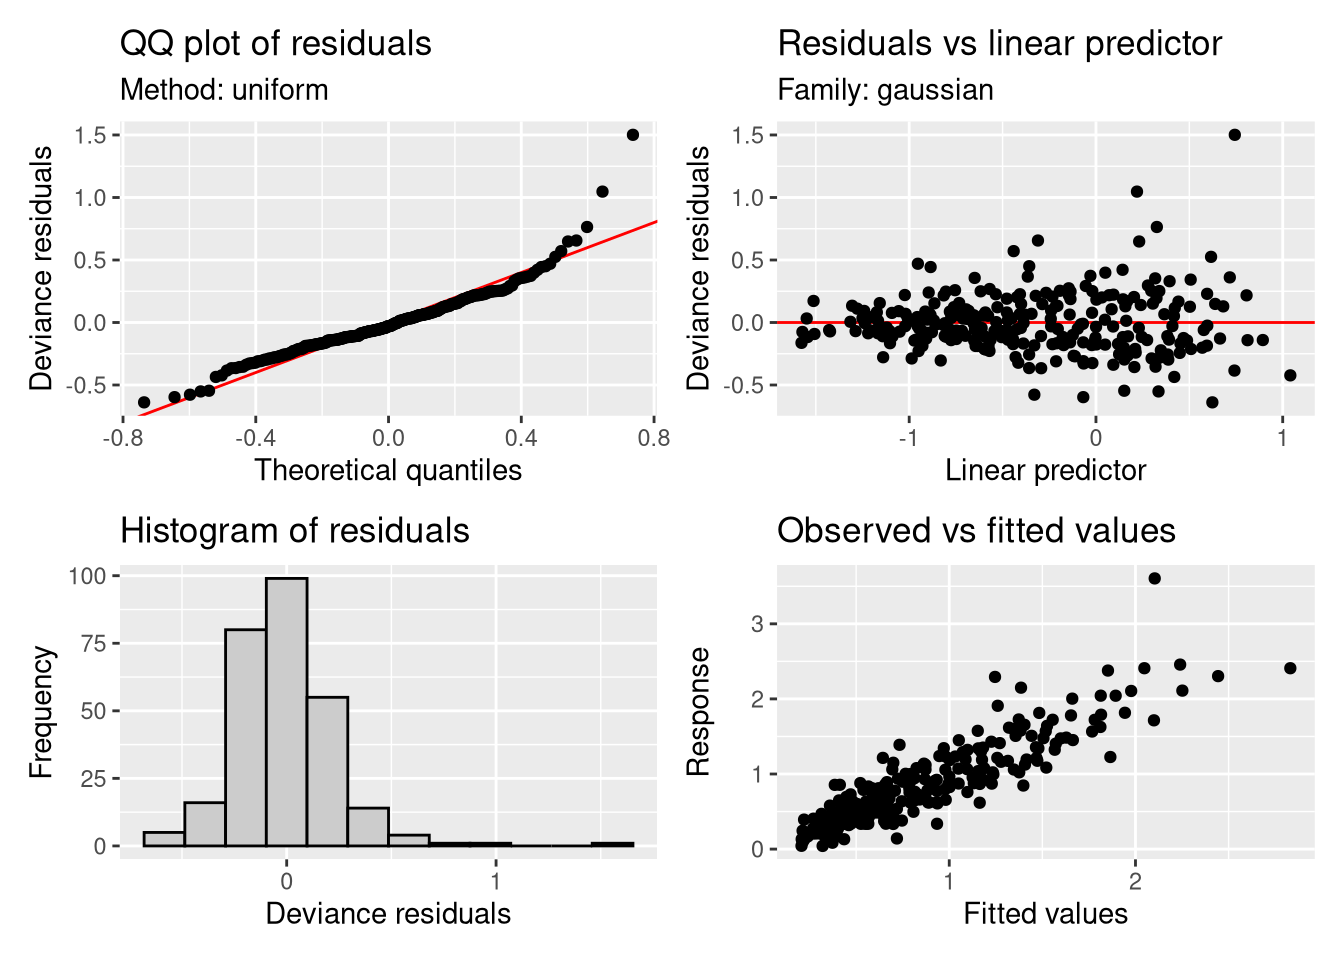 QQ plot of residuals
Method: uniform
Deviance residuals
1.5
1.0
0.5
0.0
-0.5
-0.8
-0.4
0.0
0.4
0.8
Theoretical quantiles
Residuals vs linear predictor
Family: gaussian
Deviance residuals
1.5
1.0
0.5
0.0
-0.5
-1
0
1
Linear predictor
Histogram of residuals
Frequency
100
75
50
25
0
0
1
Deviance residuals
Observed vs fitted values
Response
3
2
1
0
1
2
Fitted values